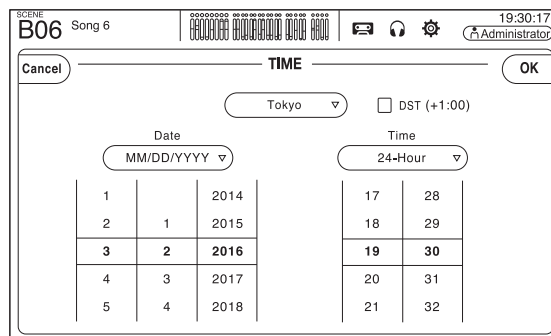 SCENE
B06 Song 6
19:30:17
Administrator
Cancel
TIME
OK
Tokyo
DST (+1:00)
Date
Time
MM/DD/YYYY
24-Hour
1 2014 17 28
2 1 2015 18 29
3 2 2016 19 30
4 3 2017 20 31
5 4 2018 21 32